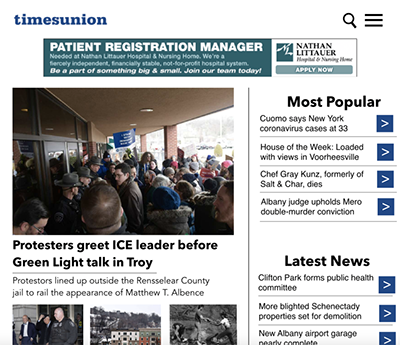 timesunion
PATIENT REGISTRATION MANAGER
Needed at Nathan Littauer Hospital & Nursing Home. We're a
fiercely independent, financially stable, not-for-profit system.
Be a part of something big & small. Join our team today!
NATHAN
LITTAUER
Hospital & Nursing Home
APPLY NOW
Protesters greet ICE leader before
Green Light talk in Troy
Protestors lined up outside the Rensselear County
jail to rail the appearance of Matthew T. Albence
Most Popular
Cuomo says New York
coronavirus cases at 33
>
House of the Week: Loaded
with views in Voorheesville
>
Chef Gray Kunz, formerly of
Salt & Char, dies
>
Albany judge upholds Mero
double-murder conviction
>
Latest News
Clifton Park forms public health
committee
>
More blighted Schenectady
properties set for demolition
>
New Albany airport garage
nearly complete
>